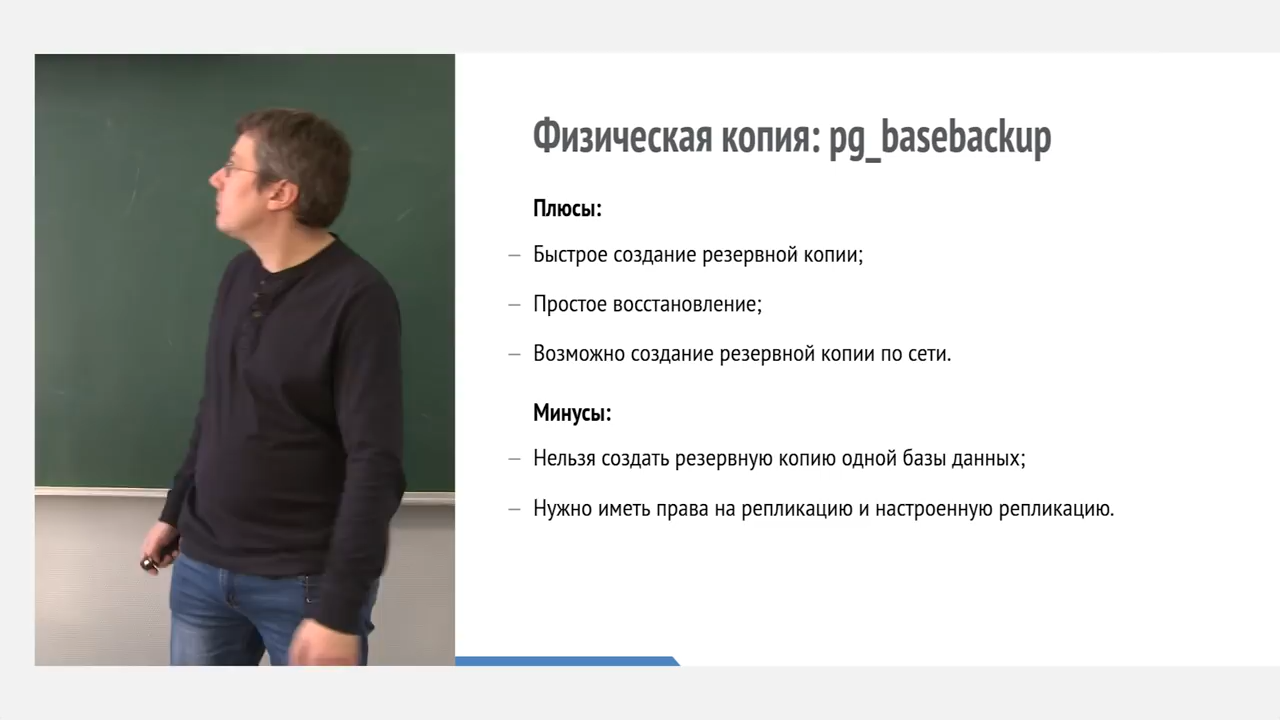 Физическая копия: pg_basebackup
Плюсы:
– Быстрое создание резервной копии;
– Простое восстановление;
– Возможно создание резервной копии по сети.
Минусы:
– Нельзя создать резервную копию одной базы данных;
– Нужно иметь права на репликацию и настроенную репликацию.